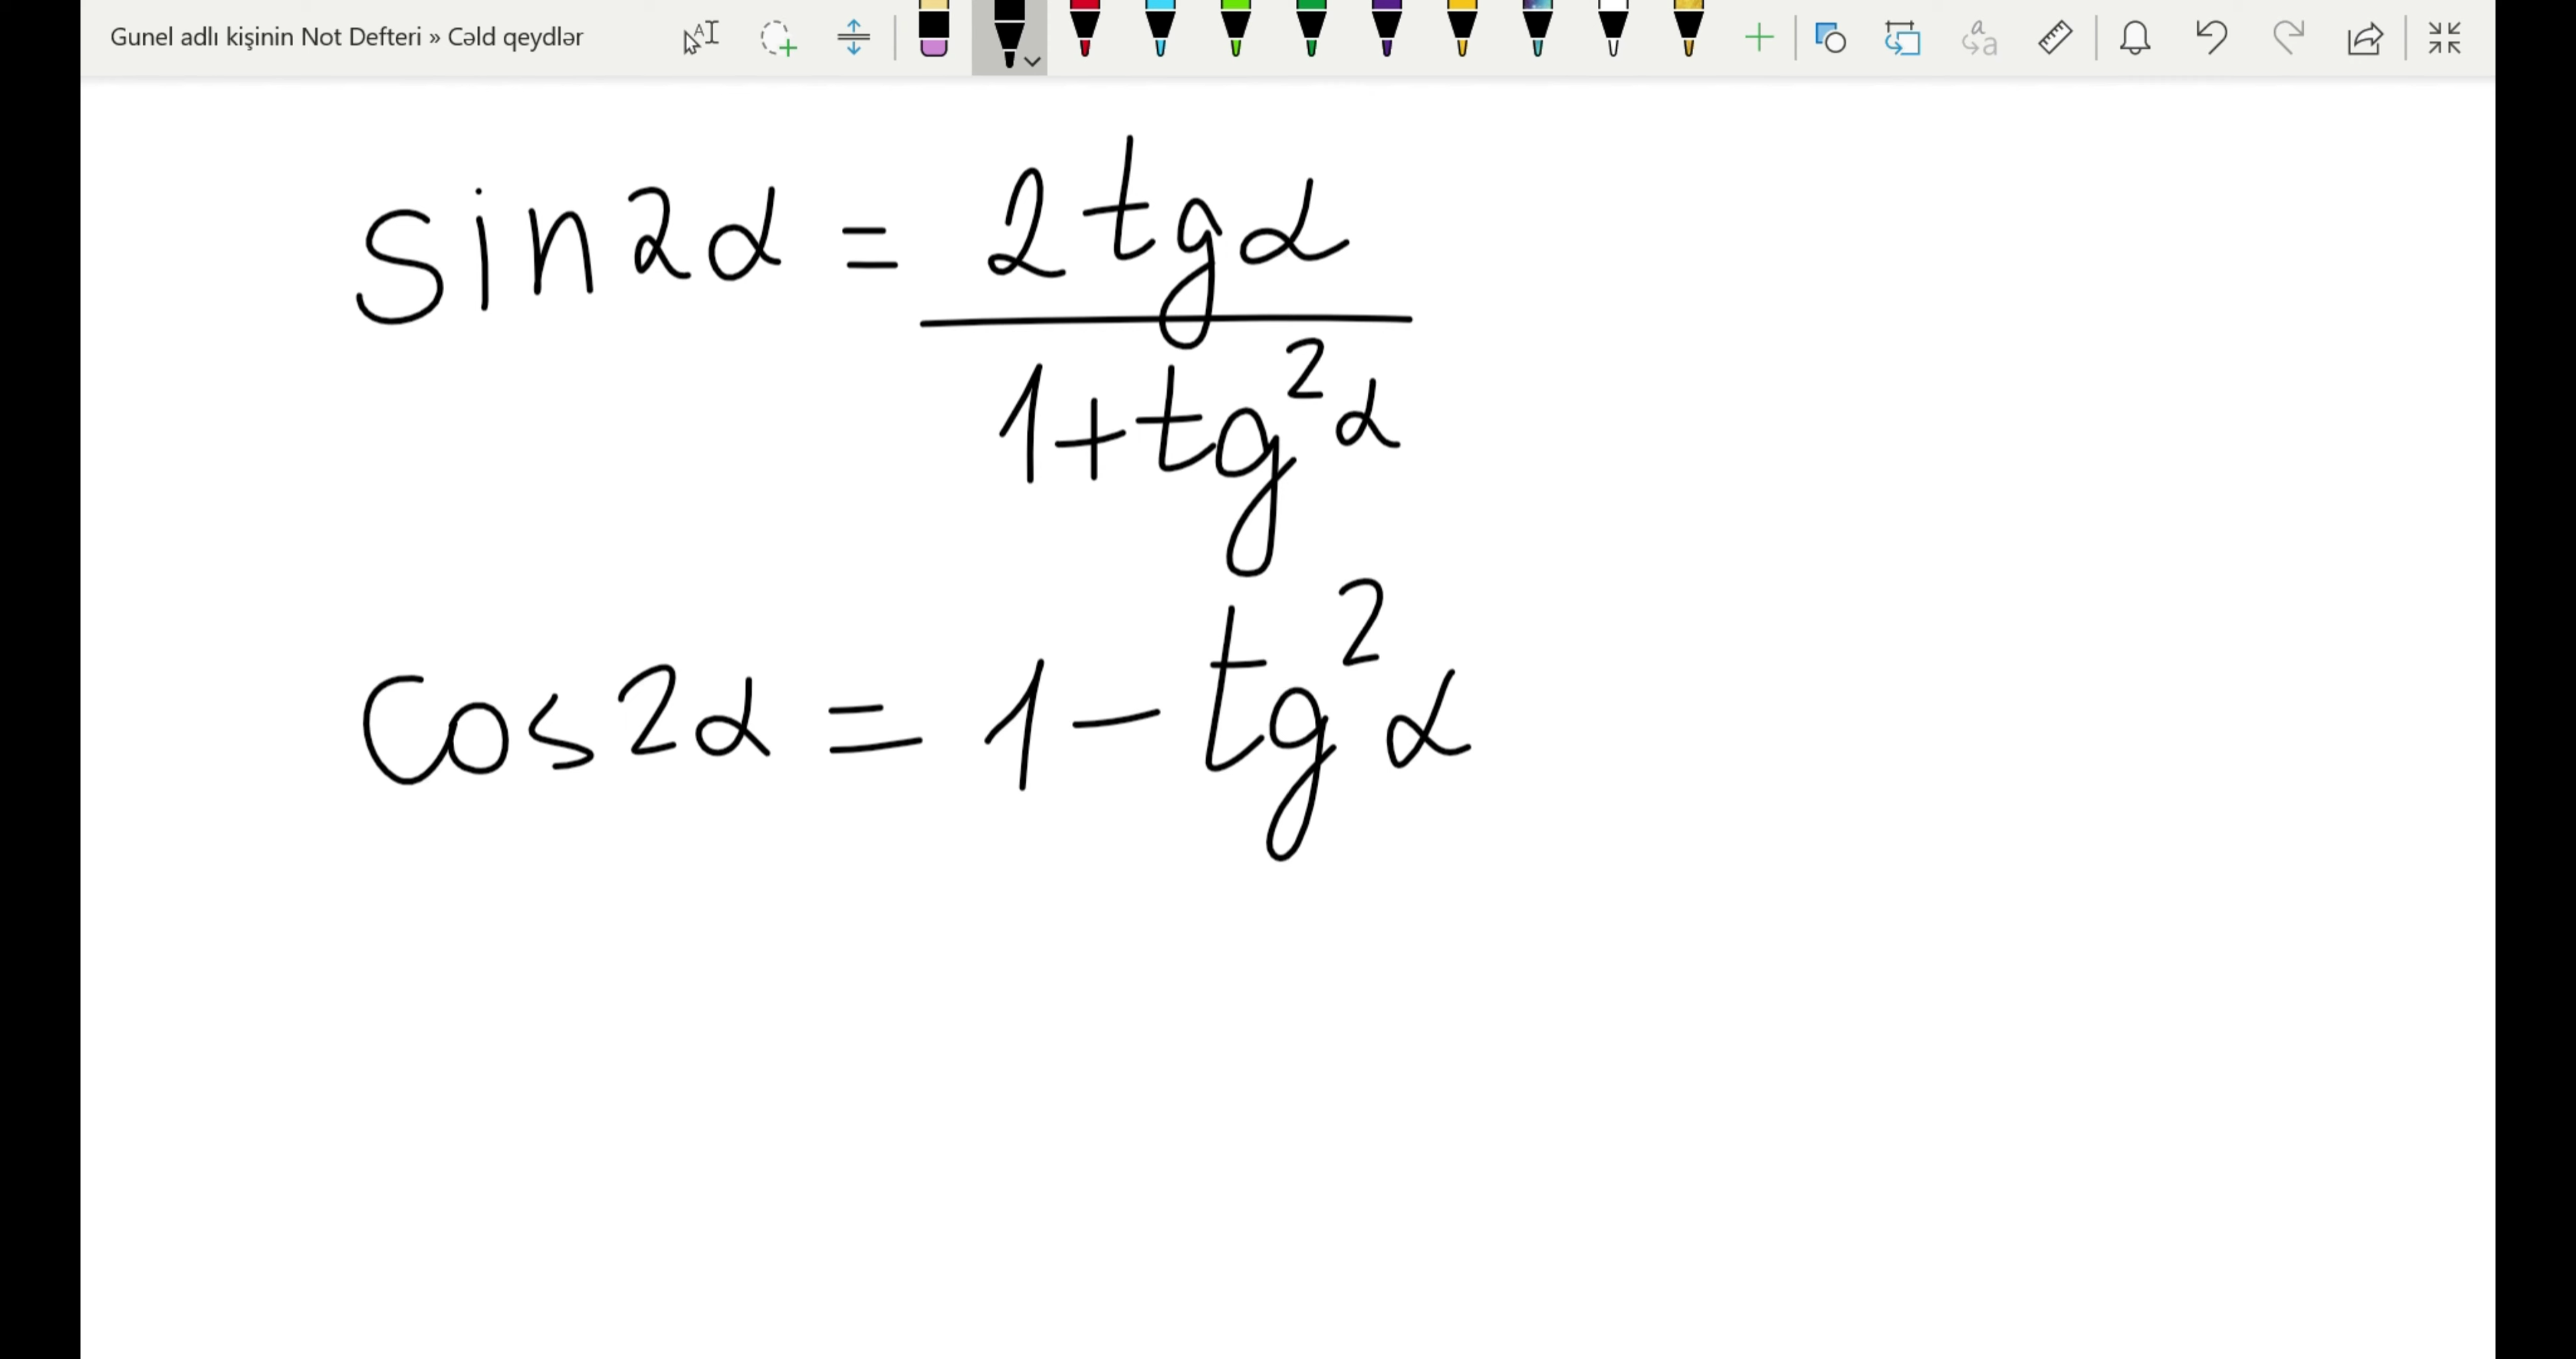 Gunel adlı kişinin Not Defteri » Cəld qeydlər
sin2α = 2tgα
1+tg²α
cos2α = 1 - tg²α